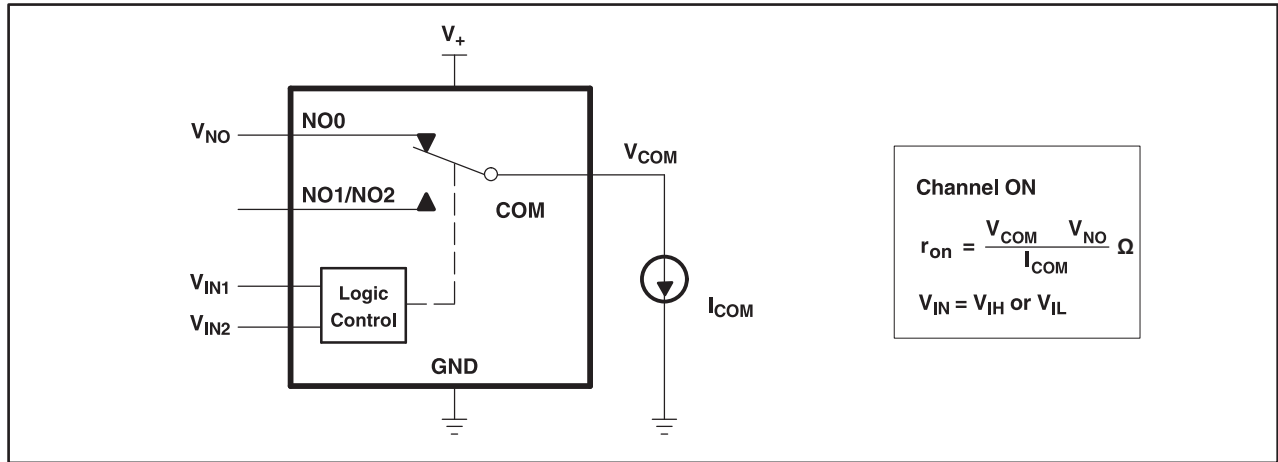 V+
VNO
NO0
VCOM
NO1/NO2
COM
VIN1
VIN2
Logic
Control
ICOM
GND
Channel ON
ron = VCOM VNO / ICOM Ω
VIN = VIH or VIL